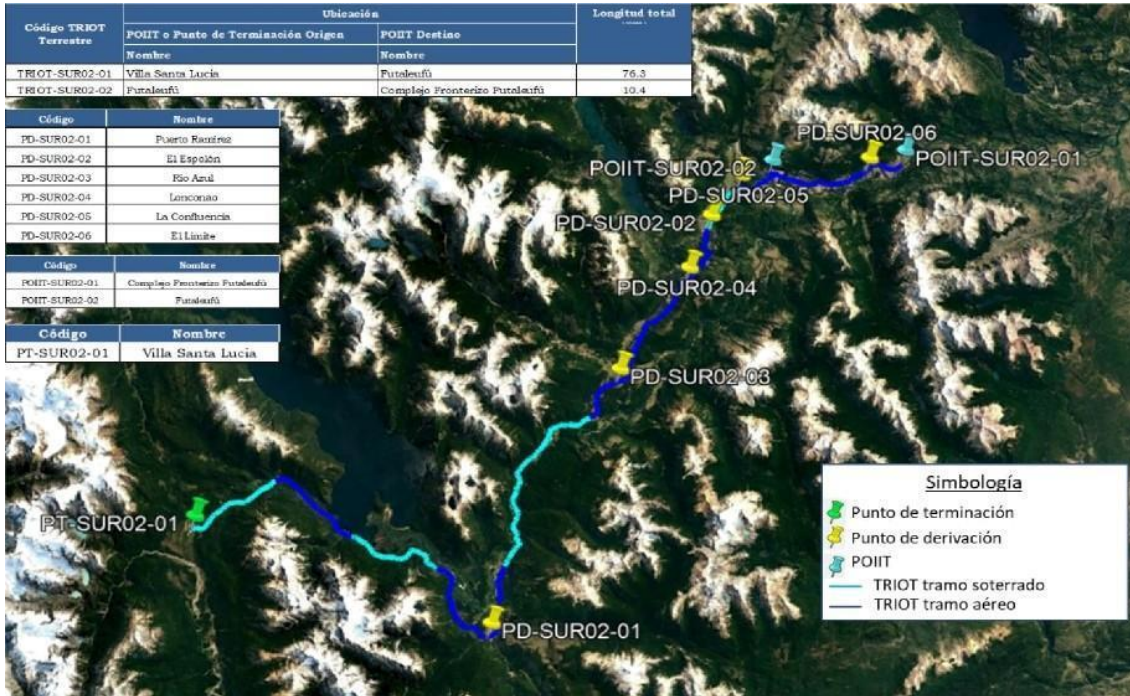 Código TRIOT Terrestre Ubicación Longitud total
POIIT o Punto de Terminación Origen POIIT Destino
Nombre Nombre
TRIOT-SUR02-01 Villa Santa Lucía Futaleufú 76.3
TRIOT-SUR02-02 Futaleufú Complejo Fronterizo Futaleufú 10.4
Código Nombre
PD-SUR02-01 Puerto Ramírez
PD-SUR02-02 El Espolón
PD-SUR02-03 Río Azul
PD-SUR02-04 Lonconao
PD-SUR02-05 La Confluencia
PD-SUR02-06 El Límite
Código Nombre
POIIT-SUR02-01 Complejo Fronterizo Futaleufú
POIIT-SUR02-02 Futaleufú
Código Nombre
PT-SUR02-01 Villa Santa Lucía
PD-SUR02-06
POIIT-SUR02-01
POIIT-SUR02-02
PD-SUR02-05
PD-SUR02-02
PD-SUR02-04
PD-SUR02-03
PT-SUR02-01
PD-SUR02-01
Simbología
Punto de terminación
Punto de derivación
POIIT
TRIOT tramo soterrado
TRIOT tramo aéreo